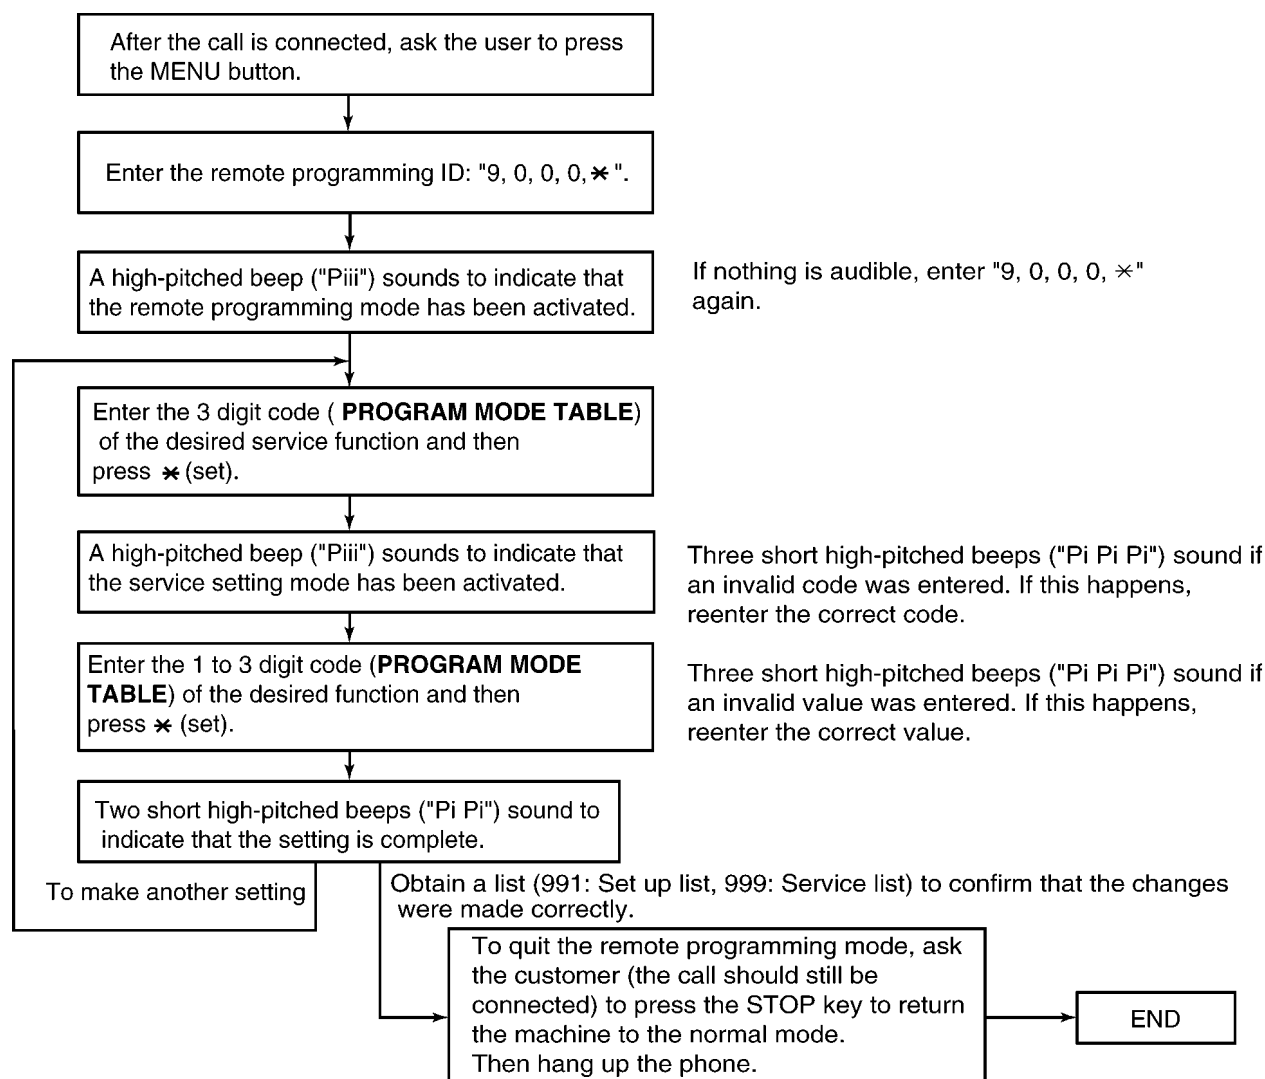 After the call is connected, ask the user to press
the MENU button.
Enter the remote programming ID: "9, 0, 0, 0, * ".
A high-pitched beep ("Piii") sounds to indicate that
the remote programming mode has been activated.
If nothing is audible, enter "9, 0, 0, 0, *"
again.
Enter the 3 digit code ( PROGRAM MODE TABLE)
of the desired service function and then
press * (set).
A high-pitched beep ("Piii") sounds to indicate that
the service setting mode has been activated.
Three short high-pitched beeps ("Pi Pi Pi") sound if
an invalid code was entered. If this happens,
reenter the correct code.
Enter the 1 to 3 digit code (PROGRAM MODE
TABLE) of the desired function and then
press * (set).
Three short high-pitched beeps ("Pi Pi Pi") sound if
an invalid value was entered. If this happens,
reenter the correct value.
Two short high-pitched beeps ("Pi Pi") sound to
indicate that the setting is complete.
To make another setting
Obtain a list (991: Set up list, 999: Service list) to confirm that the changes
were made correctly.
To quit the remote programming mode, ask
the customer (the call should still be
connected) to press the STOP key to return
the machine to the normal mode.
Then hang up the phone.
END